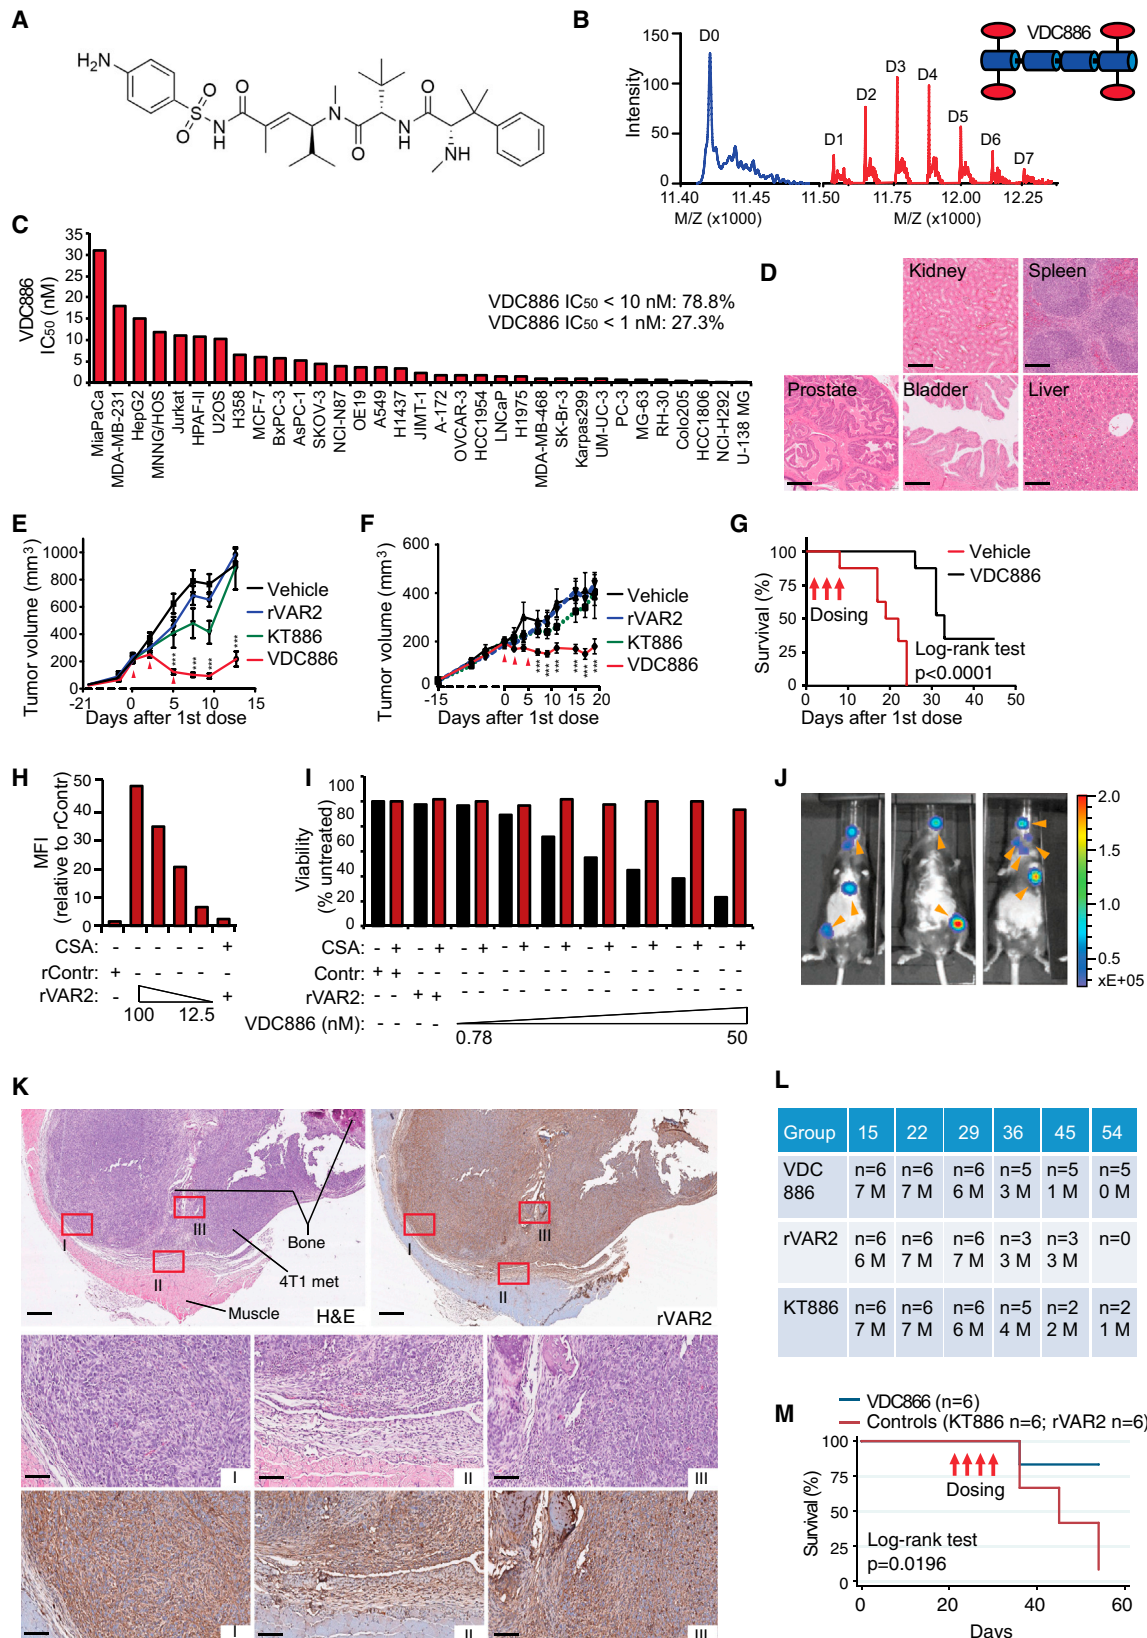 A
H2N
S
O
O
N
H
O
N
O
H
N
O
NH
B
VDC886
Intensity
150
100
50
0
D0
D1
D2
D3
D4
D5
D6
D7
11.40
11.45
11.50
11.75
12.00
12.25
M/Z (x1000)
M/Z (x1000)
C
VDC886
IC50 (nM)
35
30
25
20
15
10
5
0
VDC886 IC50 < 10 nM: 78.8%
VDC886 IC50 < 1 nM: 27.3%
MiaPaCa
MDA-MB-231
HepG2
MNNG/HOS
Jurkat
HPAF-II
U2OS
H358
MCF-7
BxPC-3
AsPC-1
SKOV-3
NCI-N87
OE19
A549
H1437
JIMT-1
A-172
OVCAR-3
HCC1954
LNCaP
H1975
MDA-MB-468
SK-Br-3
Karpas299
UM-UC-3
PC-3
MG-63
RH-30
Colo205
HCC1806
NCI-H292
U-138 MG
D
Kidney
Spleen
Prostate
Bladder
Liver
E
Tumor volume (mm3)
1000
800
600
400
200
0
-21
0
5
10
15
Days after 1st dose
Vehicle
rVAR2
KT886
VDC886
***
***
***
***
F
Tumor volume (mm3)
600
400
200
0
-15
0
5
10
15
19
20
Days after 1st dose
Vehicle
rVAR2
KT886
VDC886
***
***
***
***
***
G
Survival (%)
100
75
50
25
0
0
10
20
30
40
50
Days after 1st dose
Vehicle
VDC886
Dosing
Log-rank test
p<0.0001
H
MFI
(relative to rContr)
50
40
30
20
10
0
CSA: - - - - - +
rContr: + - - - - -
rVAR2: - +
100 12.5
I
Viability
(% untreated)
100
80
60
40
20
0
CSA: - + - + - + - + - + - + - + - + - +
Contr: + + - - - - - - - - - - - - - - - -
rVAR2: - - + + - - - - - - - - - - - - - -
VDC886 (nM): - - - -
0.78 50
J
2.0
1.5
1.0
0.5
xE+05
K
I
II
III
Bone
4T1 met
Muscle
H&E
I
II
III
rVAR2
I
II
III
I
II
III
L
Group 15 22 29 36 45 54
VDC n=6 n=6 n=6 n=5 n=5 n=5
886 7 M 7 M 6 M 3 M 1 M 0 M
rVAR2 n=6 n=6 n=6 n=3 n=3 n=0
6 M 7 M 7 M 3 M 3 M
KT886 n=6 n=6 n=6 n=5 n=2 n=2
7 M 7 M 6 M 4 M 2 M 1 M
M
VDC866 (n=6)
Controls (KT886 n=6; rVAR2 n=6)
Survival (%)
100
75
50
25
0
Dosing
Log-rank test
p=0.0196
0
20
40
60
Days